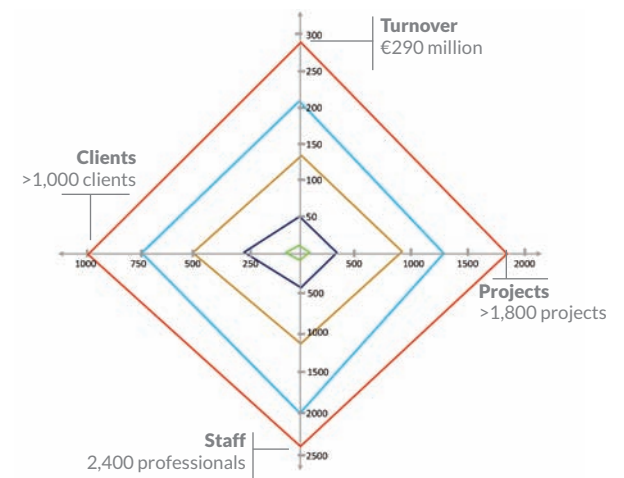 Turnover
€290 million
300
250
200
150
100
50
Clients
>1,000 clients
1000 750 500 250 500 1000 1500 2000
Projects
>1,800 projects
500
1000
1500
2000
2500
Staff
2,400 professionals